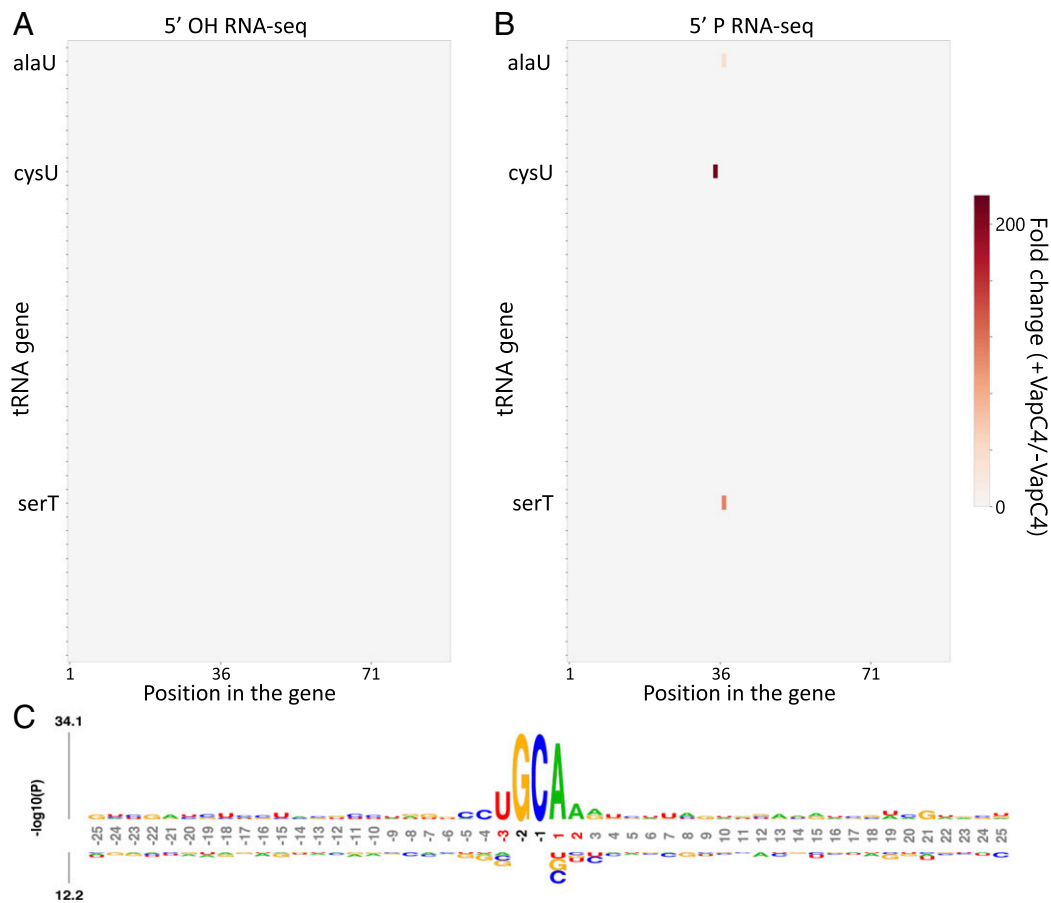 A
5′ OH RNA-seq
alaU
cysU
serT
tRNA gene
1 36 71
Position in the gene
B
5′ P RNA-seq
alaU
cysU
serT
tRNA gene
1 36 71
Position in the gene
200
0
Fold change (+VapC4/-VapC4)
C
34.1
-log10(P)
12.2
UGCAA
-25 -24 -23 -22 -21 -20 -19 -18 -17 -16 -15 -14 -13 -12 -11 -10 -9 -8 -7 -6 -5 -4 -3 -2 -1 1 2 3 4 5 6 7 8 9 10 11 12 13 14 15 16 17 18 19 20 21 22 23 24 25